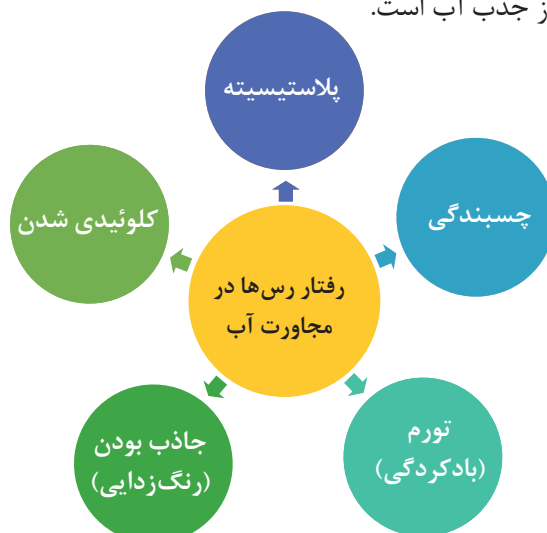 ز جذب آب است.
پلاستیسیته
چسبندگی
کلوئیدی شدن
رفتار رس‌ها در
مجاورت آب
تورم
(بادکردگی)
جاذب بودن
(رنگ‌زدایی)